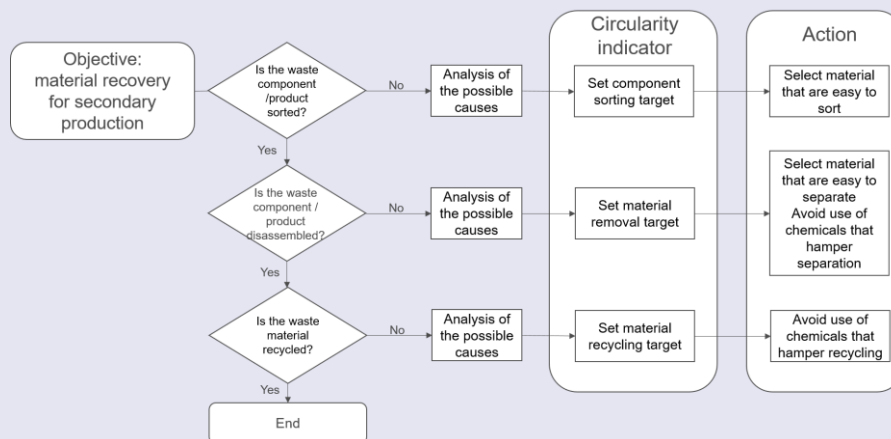 Objective:
material recovery
for secondary
production
Is the waste
component
/product
sorted?
No
Analysis of
the possible
causes
Circularity
indicator
Set component
sorting target
Action
Select material
that are easy to
sort
Yes
Is the waste
component /
product
disassembled?
No
Analysis of
the possible
causes
Set material
removal target
Select material
that are easy to
separate
Avoid use of
chemicals that
hamper
separation
Yes
Is the waste
material
recycled?
No
Analysis of
the possible
causes
Set material
recycling target
Avoid use of
chemicals that
hamper recycling
Yes
End